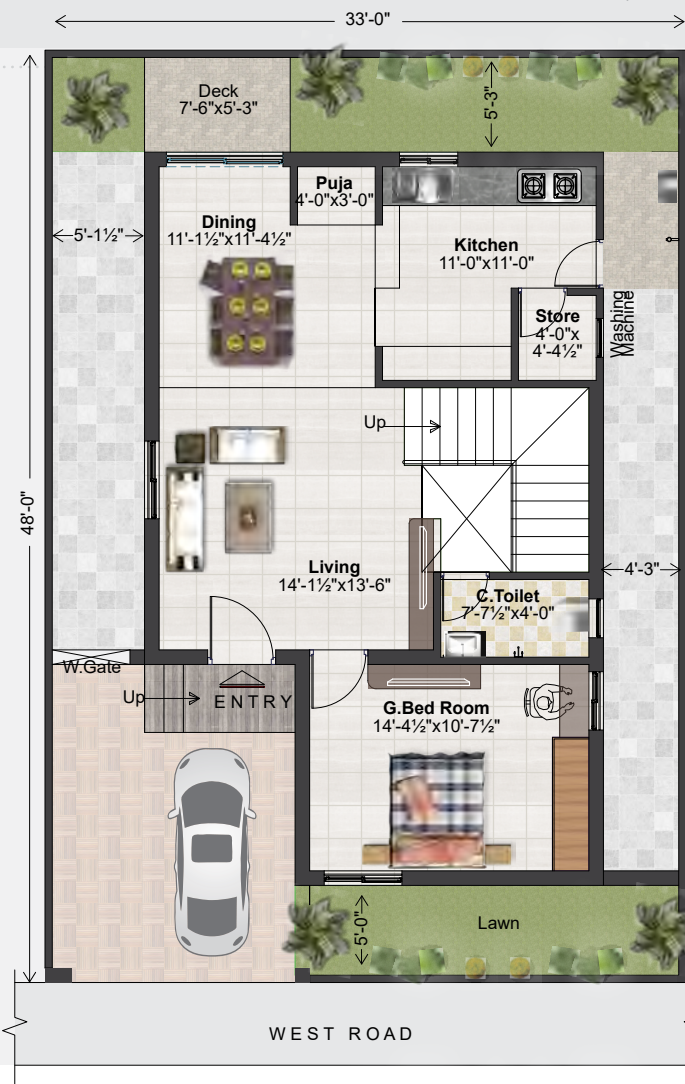 33'-0"
Deck
7'-6"x5'-3"
5'-3"
Puja
4'-0"x3'-0"
Dining
11'-1½"x11'-4½"
5'-1½"
Kitchen
11'-0"x11'-0"
Store
4'-0"x
4'-4½"
Washing
Machine
Up
48'-0"
Living
14'-1½"x13'-6"
4'-3"
C.Toilet
7'-7½"x4'-0"
W.Gate
Up
ENTRY
G.Bed Room
14'-4½"x10'-7½"
5'-0"
Lawn
WEST ROAD